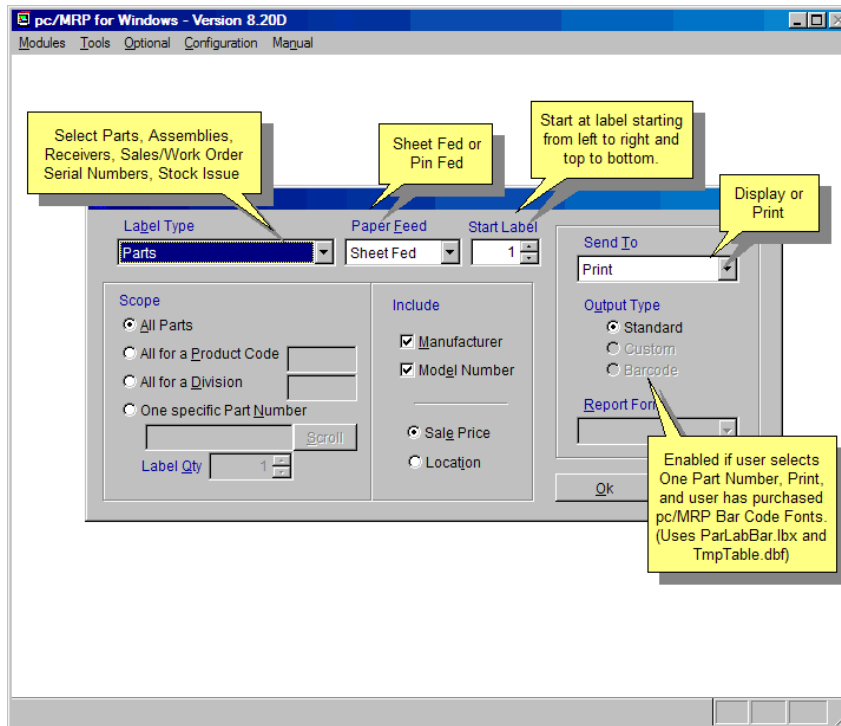 pc/MRP for Windows - Version 8.20D
Modules Tools Optional Configuration Manual
Select Parts, Assemblies,
Receivers, Sales/Work Order
Serial Numbers, Stock Issue
Sheet Fed or
Pin Fed
Start at label starting
from left to right and
top to bottom.
Display or
Print
Label Type
Paper Feed
Start Label
Parts
Sheet Fed
1
Send To
Print
Scope
All Parts
All for a Product Code
All for a Division
One specific Part Number
Scroll
Label Qty
1
Include
Manufacturer
Model Number
Sale Price
Location
Output Type
Standard
Custom
Barcode
Report For
Ok
Enabled if user selects
One Part Number, Print,
and user has purchased
pc/MRP Bar Code Fonts.
(Uses ParLabBar.lbx and
TmpTable.dbf)